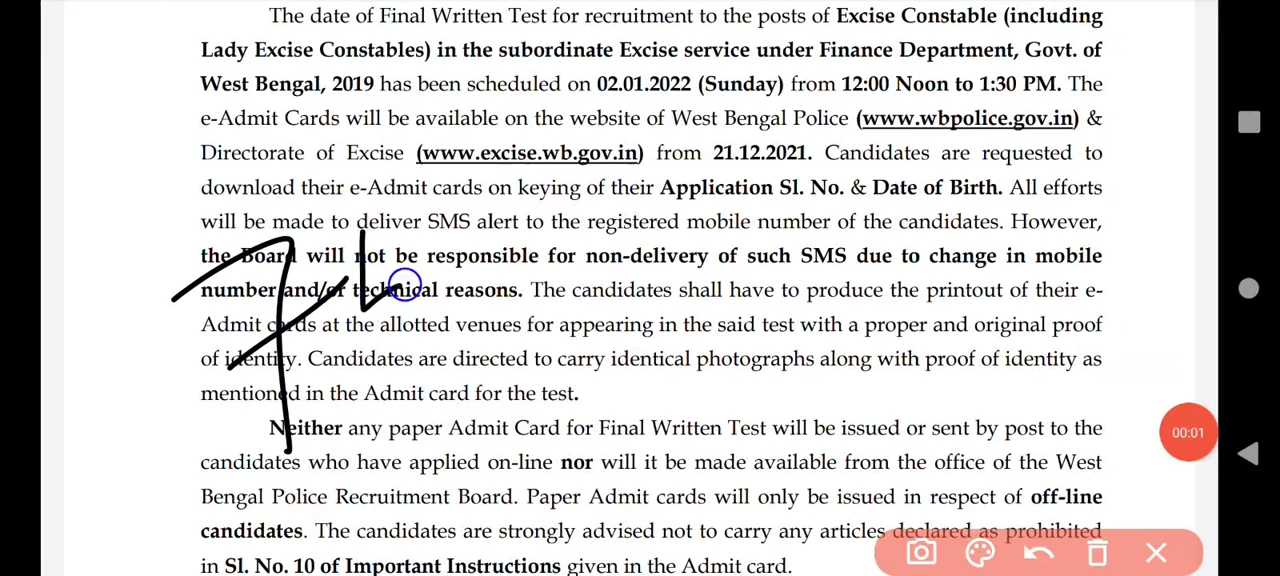 The date of Final Written Test for recruitment to the posts of Excise Constable (including
Lady Excise Constables) in the subordinate Excise service under Finance Department, Govt. of
West Bengal, 2019 has been scheduled on 02.01.2022 (Sunday) from 12:00 Noon to 1:30 PM. The
e-Admit Cards will be available on the website of West Bengal Police (www.wbpolice.gov.in) &
Directorate of Excise (www.excise.wb.gov.in) from 21.12.2021. Candidates are requested to
download their e-Admit cards on keying of their Application Sl. No. & Date of Birth. All efforts
will be made to deliver SMS alert to the registered mobile number of the candidates. However,
the Board will not be responsible for non-delivery of such SMS due to change in mobile
number and/or technical reasons. The candidates shall have to produce the printout of their e-
Admit cards at the allotted venues for appearing in the said test with a proper and original proof
of identity. Candidates are directed to carry identical photographs along with proof of identity as
mentioned in the Admit card for the test.
Neither any paper Admit Card for Final Written Test will be issued or sent by post to the
candidates who have applied on-line nor will it be made available from the office of the West
Bengal Police Recruitment Board. Paper Admit cards will only be issued in respect of off-line
candidates. The candidates are strongly advised not to carry any articles declared as prohibited
in Sl. No. 10 of Important Instructions given in the Admit card.
00:01